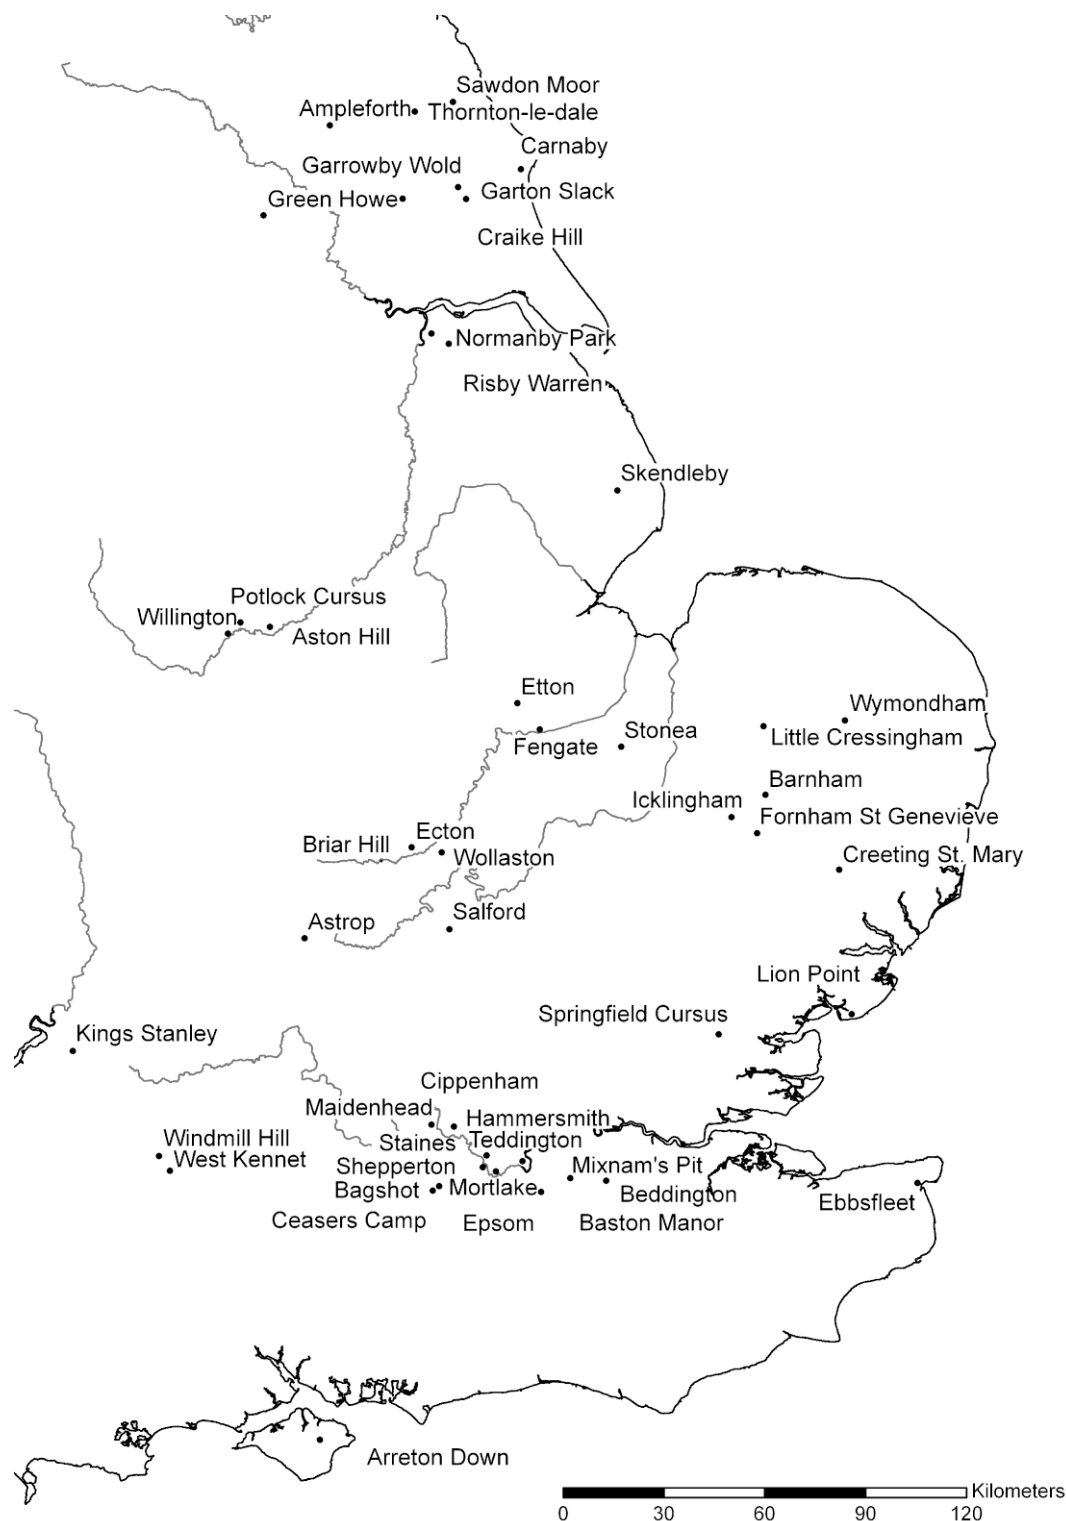 Sawdon Moor
Ampleforth
Thornton-le-dale
Carnaby
Garrowby Wold
Green Howe
Garton Slack
Craike Hill
Normanby Park
Risby Warren
Skendleby
Potlock Cursus
Willington
Aston Hill
Etton
Wymondham
Fengate
Stonea
Little Cressingham
Barnham
Icklingham
Fornham St Genevieve
Ecton
Briar Hill
Wollaston
Creeting St. Mary
Salford
Astrop
Lion Point
Springfield Cursus
Kings Stanley
Cippenham
Maidenhead
Hammersmith
Windmill Hill
Staines
Teddington
West Kennet
Shepperton
Mixnam's Pit
Bagshot
Mortlake
Beddington
Ebbsfleet
Ceasers Camp
Epsom
Baston Manor
Arreton Down
Kilometers
0 30 60 90 120